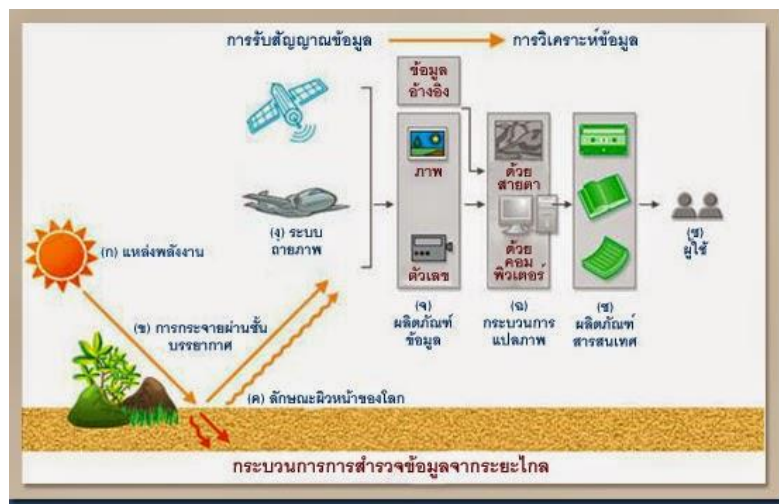 การรับสัญญาณข้อมูล
การวิเคราะห์ข้อมูล
ข้อมูล
อ้างอิง
ภาพ
ตัวเลข
ด้วย
สายตา
ด้วย
คอม
พิวเตอร์
(ก) แหล่งพลังงาน
(ข) การกระจายผ่านชั้น
บรรยากาศ
(ค) ลักษณะผิวหน้าของโลก
(ง) ระบบ
ถ่ายภาพ
(จ)
ผลิตภัณฑ์
ข้อมูล
(ฉ)
กระบวนการ
แปลภาพ
(ช)
ผลิตภัณฑ์
สารสนเทศ
(ซ)
ผู้ใช้
กระบวนการการสำรวจข้อมูลจากระยะไกล